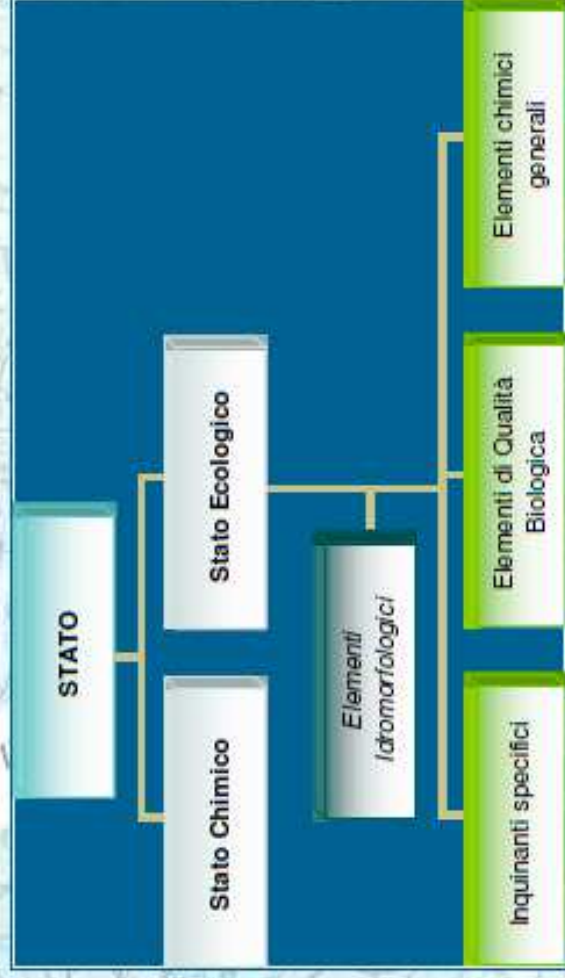 STATO
Stato Chimico
Stato Ecologico
Elementi
Idromorfologici
Inquinanti specifici
Elementi di Qualità
Biologica
Elementi chimici
generali